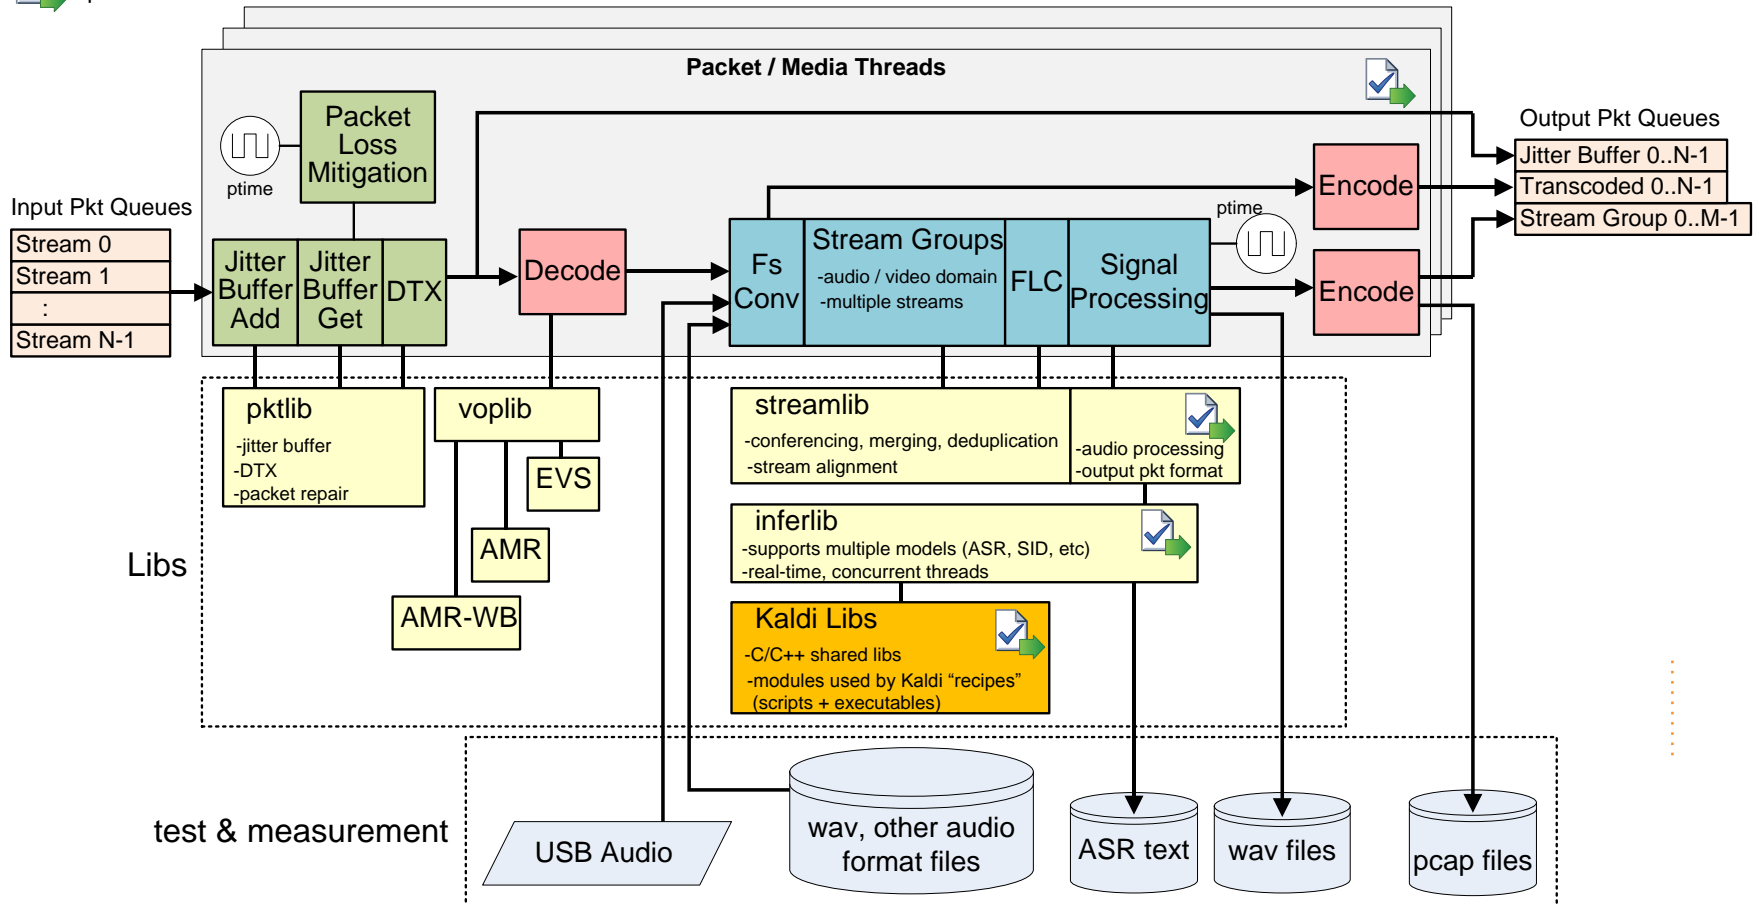 Packet / Media Threads
Packet
Loss
Mitigation
ptime
Input Pkt Queues
Stream 0
Stream 1
:
Stream N-1
Jitter
Buffer
Add
Jitter
Buffer
Get
DTX
Decode
Fs
Conv
Stream Groups
-audio / video domain
-multiple streams
FLC
Signal
Processing
ptime
Encode
Encode
Output Pkt Queues
Jitter Buffer 0..N-1
Transcoded 0..N-1
Stream Group 0..M-1
Libs
pktlib
-jitter buffer
-DTX
-packet repair
voplib
EVS
AMR
AMR-WB
streamlib
-conferencing, merging, deduplication
-stream alignment
-audio processing
-output pkt format
inferlib
-supports multiple models (ASR, SID, etc)
-real-time, concurrent threads
Kaldi Libs
-C/C++ shared libs
-modules used by Kaldi “recipes”
(scripts + executables)
test & measurement
USB Audio
wav, other audio
format files
ASR text
wav files
pcap files